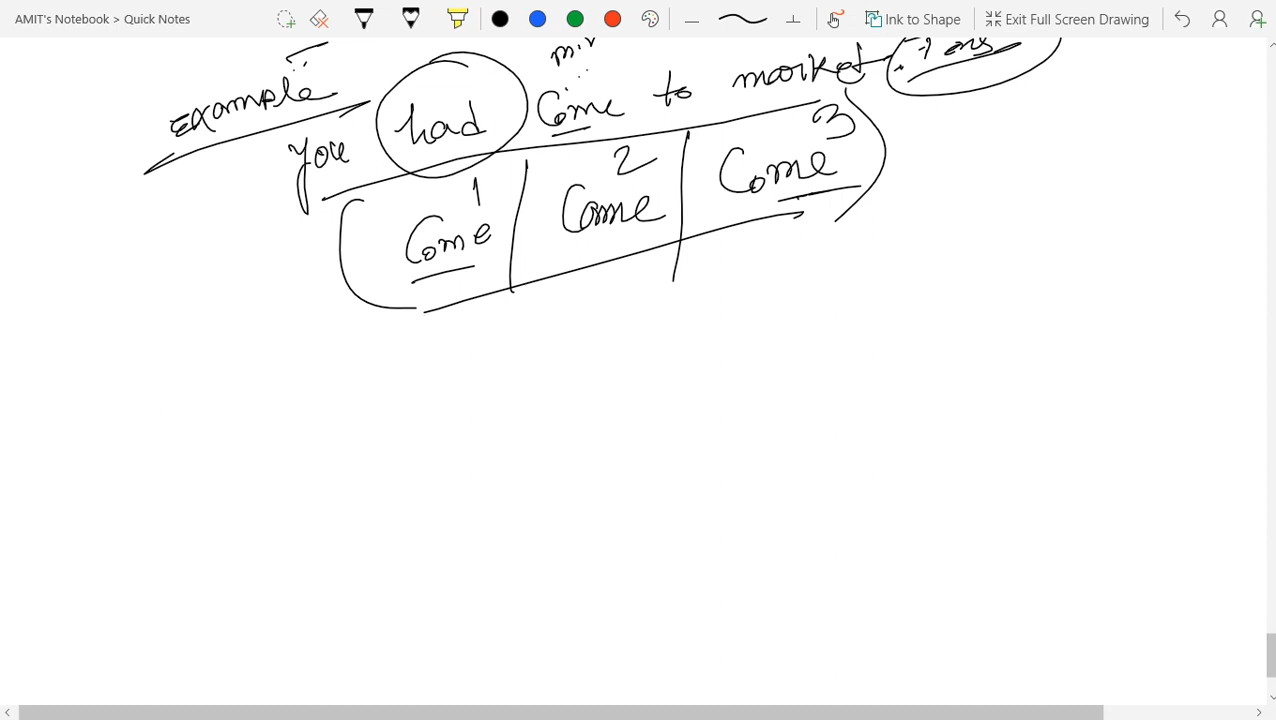 AMIT's Notebook > Quick Notes
Ink to Shape
Exit Full Screen Drawing
example
you had Come to market
1 2 3
Come Came Come